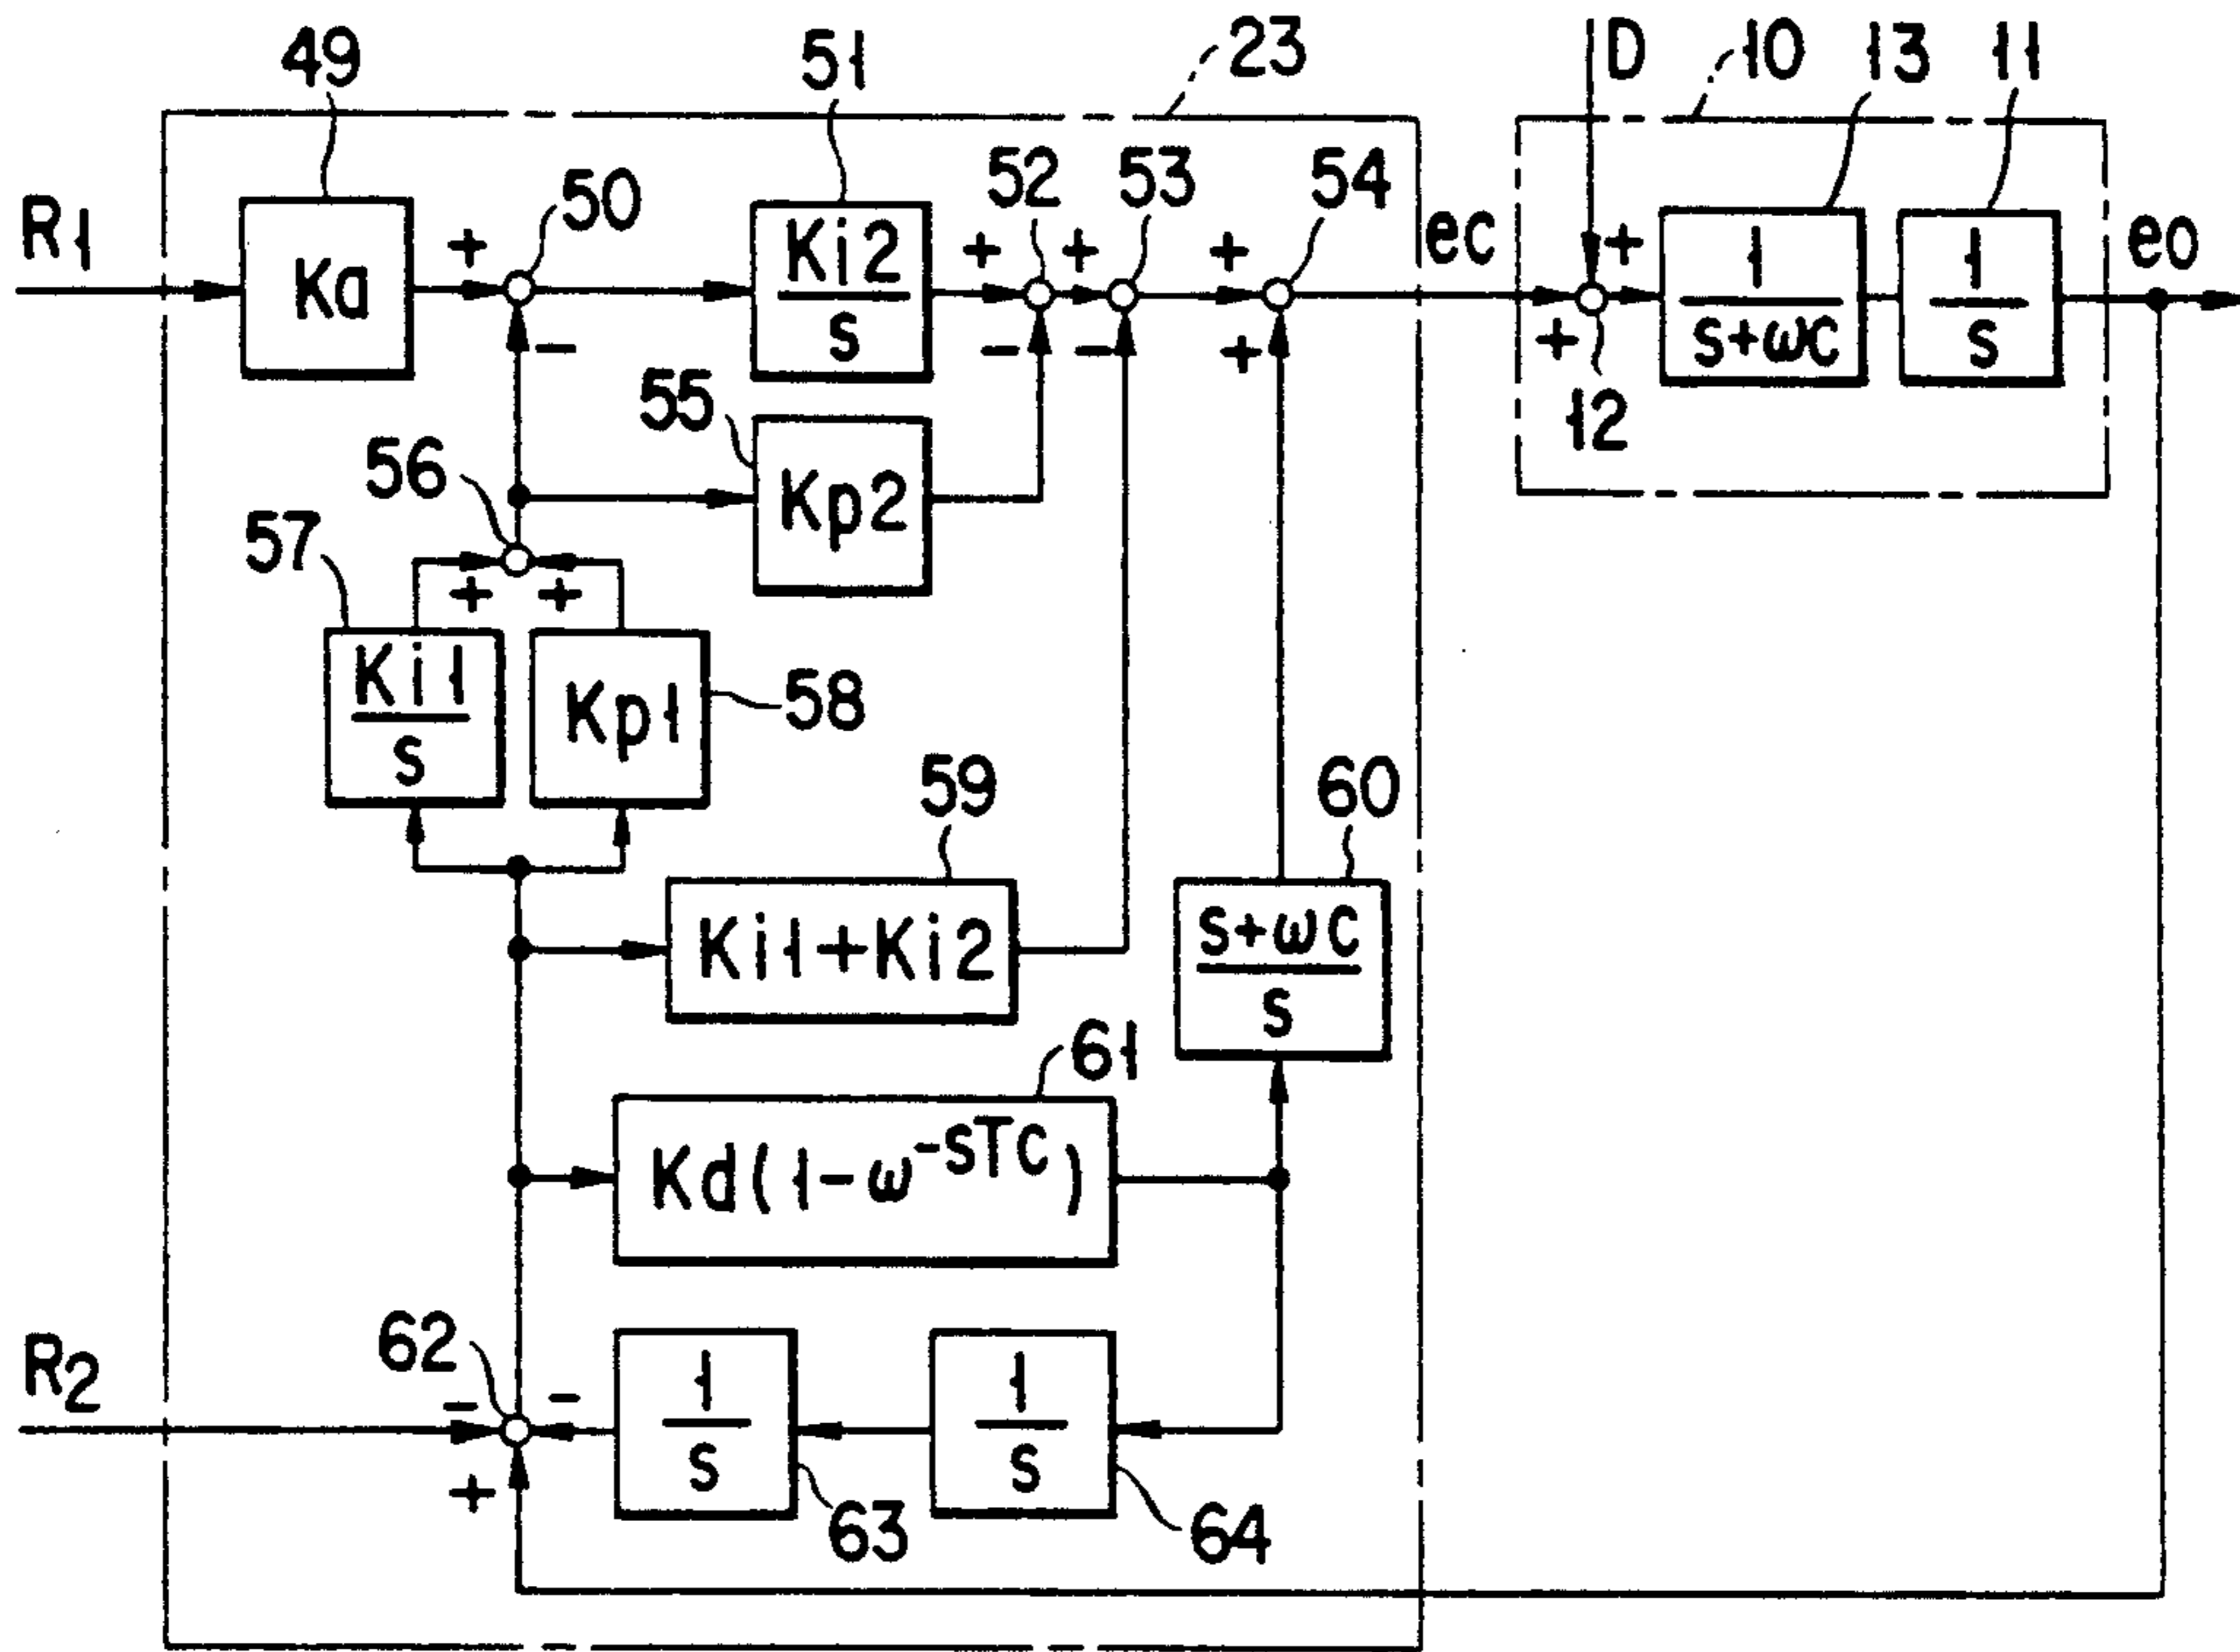 49
51
23
D
10
13
11
R1
Ka
+
50
Ki2
s
+
52
+
53
+
54
ec
+
1
s+ωc
1
s
eo
-
-
-
+
+
12
55
Kp2
56
57
+
+
Ki1
s
Kp1
58
59
60
Ki1+Ki2
s+ωc
s
61
Kd(1-ω-sTc)
R2
62
-
-
1
s
1
s
+
63
64